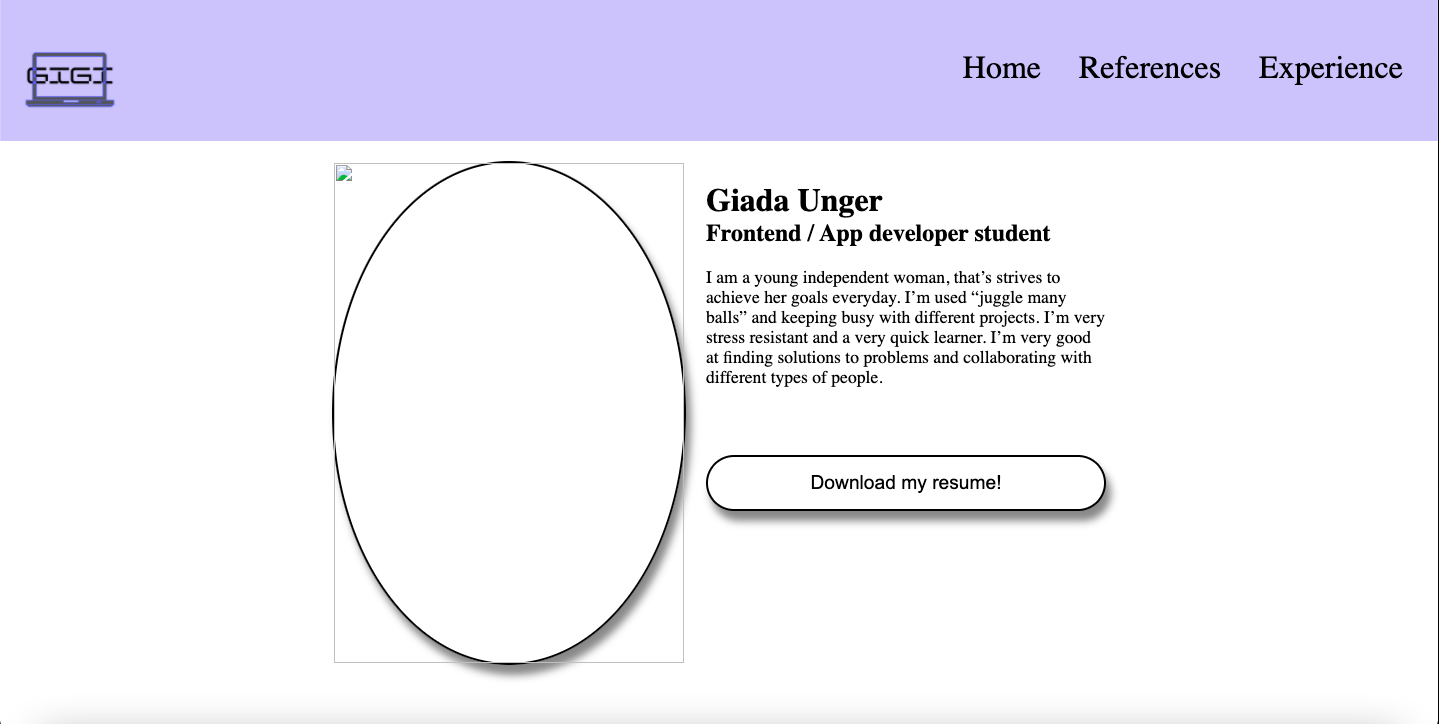 GIGI
Home References Experience
Giada Unger
Frontend / App developer student
I am a young independent woman, that’s strives to
achieve her goals everyday. I’m used “juggle many
balls” and keeping busy with different projects. I’m very
stress resistant and a very quick learner. I’m very good
at finding solutions to problems and collaborating with
different types of people.
Download my resume!